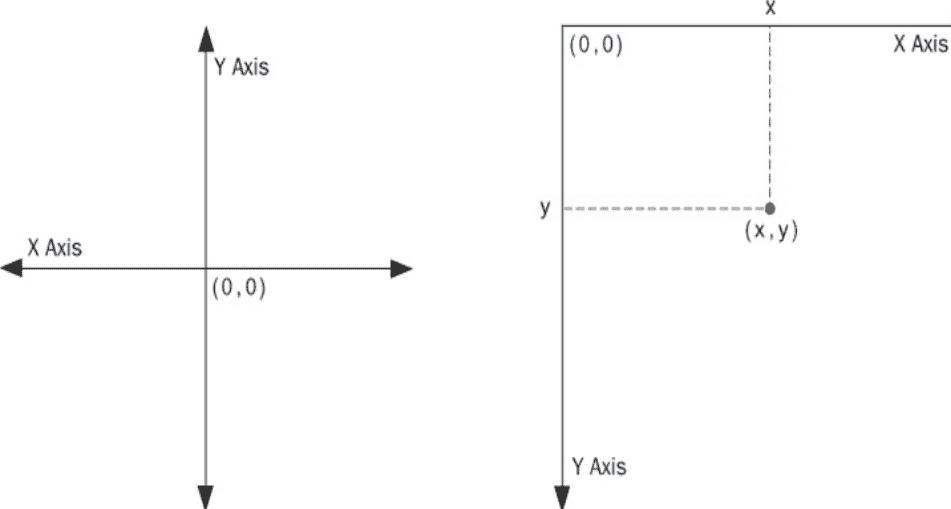 Y Axis
X Axis
(0,0)
x
(0,0)
X Axis
y
(x,y)
Y Axis